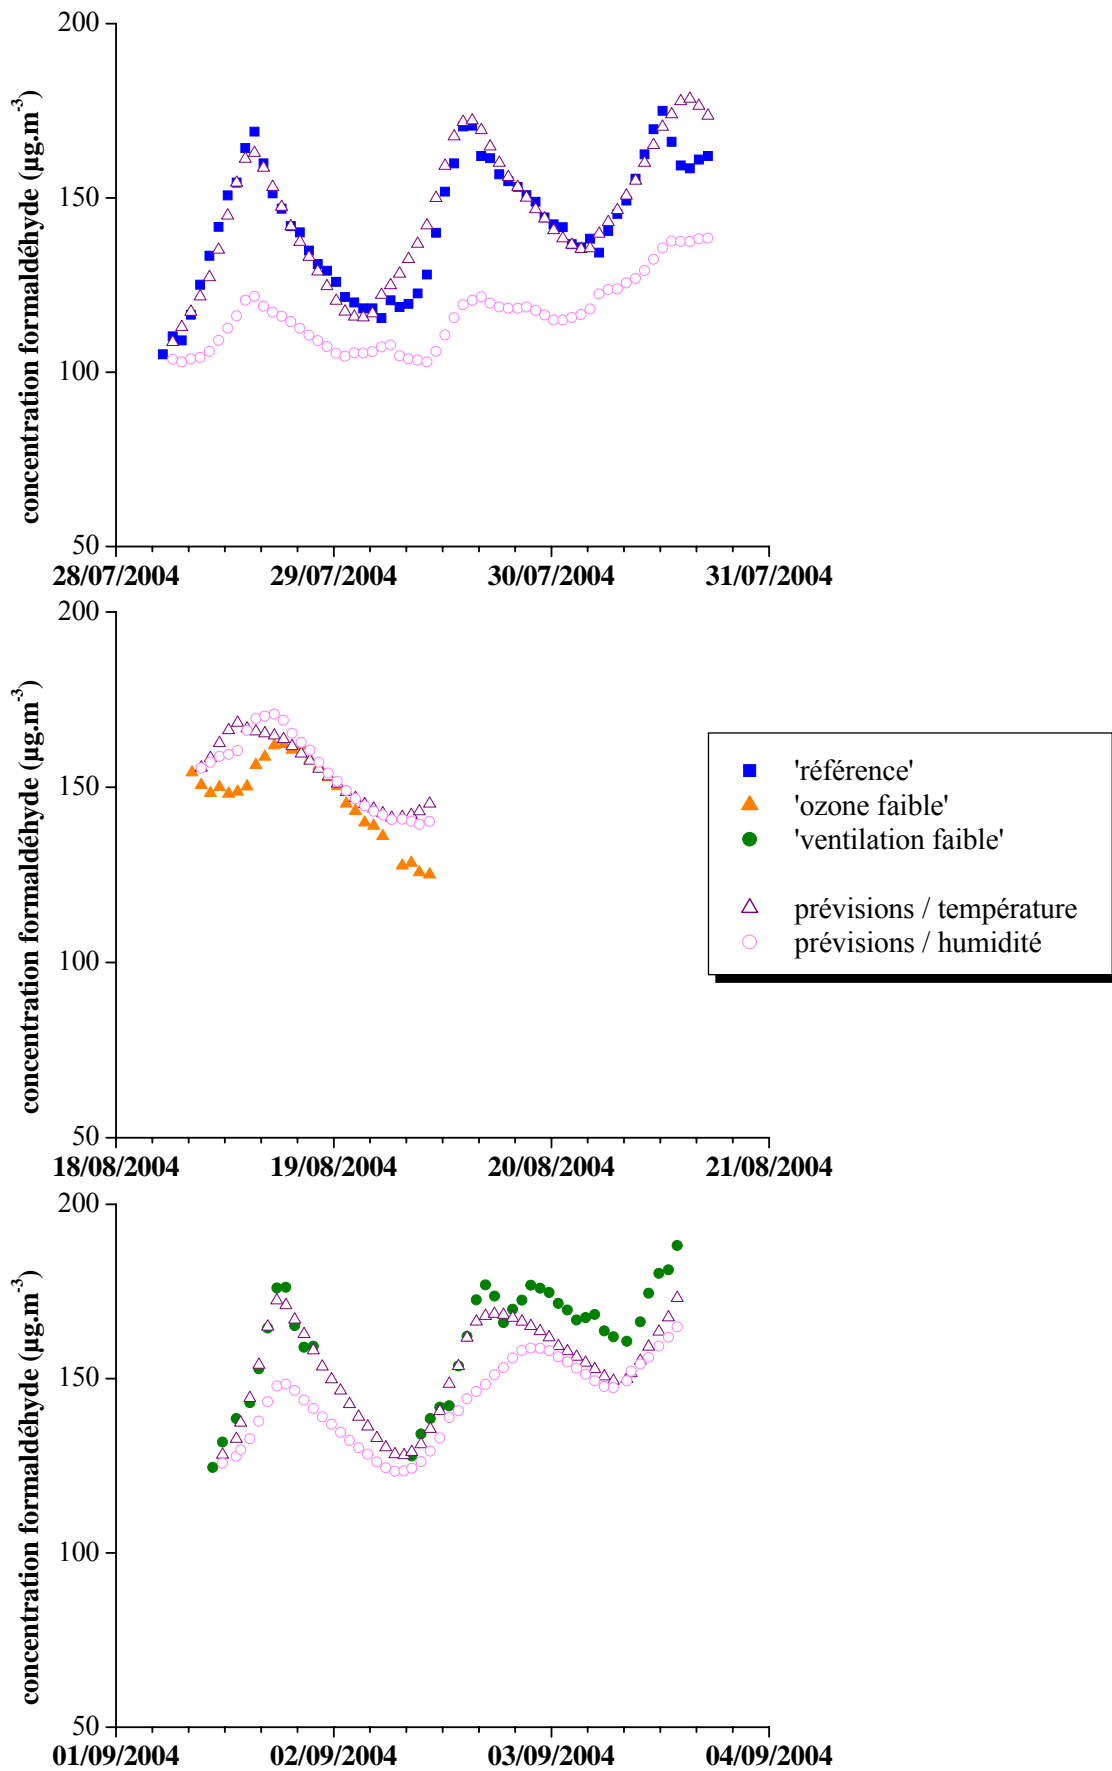 200
150
100
50
concentration formaldéhyde (µg.m-3)
28/07/2004 29/07/2004 30/07/2004 31/07/2004
200
150
100
50
concentration formaldéhyde (µg.m-3)
18/08/2004 19/08/2004 20/08/2004 21/08/2004
'référence'
'ozone faible'
'ventilation faible'
prévisions / température
prévisions / humidité
200
150
100
50
concentration formaldéhyde (µg.m-3)
01/09/2004 02/09/2004 03/09/2004 04/09/2004